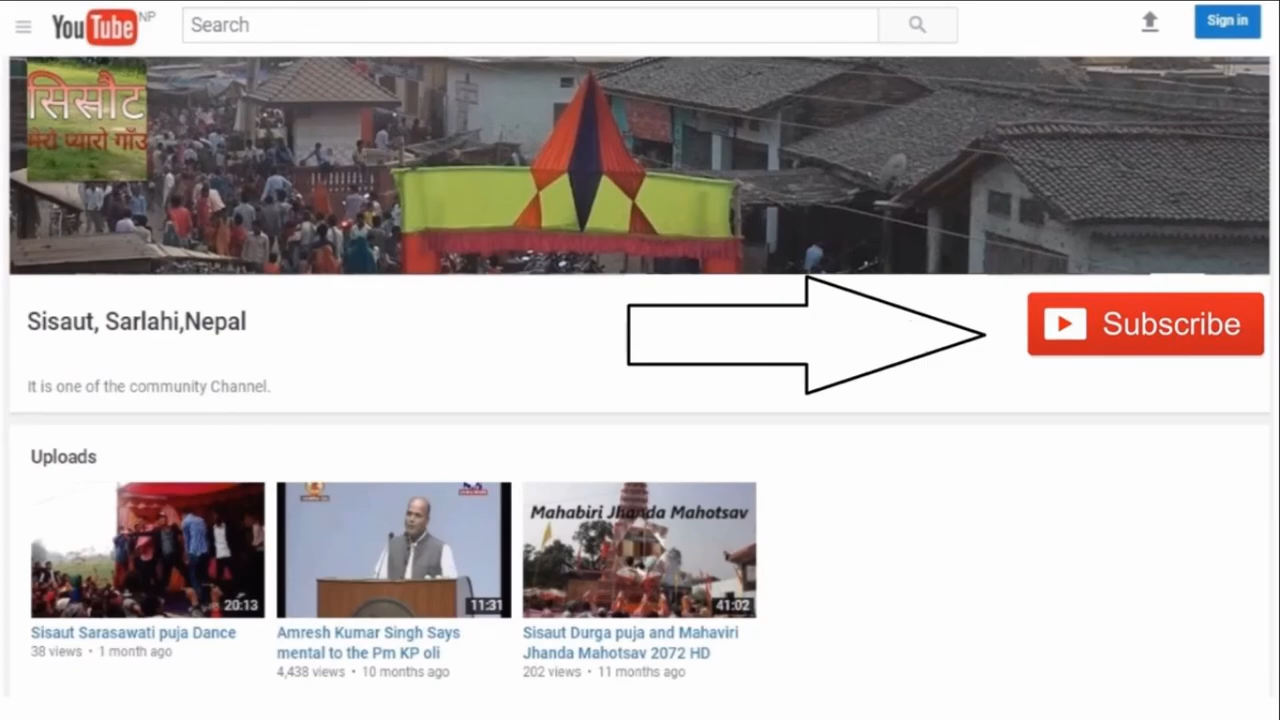 YouTube NP
Search
Sign in
सिसौट
मेरो प्यारो गाँउ
Sisaut, Sarlahi,Nepal
Subscribe
It is one of the community Channel.
Uploads
Mahabiri Jhanda Mahotsav
20:13
11:31
41:02
Sisaut Sarasawati puja Dance
38 views • 1 month ago
Amresh Kumar Singh Says
mental to the Pm KP oli
4,438 views • 10 months ago
Sisaut Durga puja and Mahaviri
Jhanda Mahotsav 2072 HD
202 views • 11 months ago